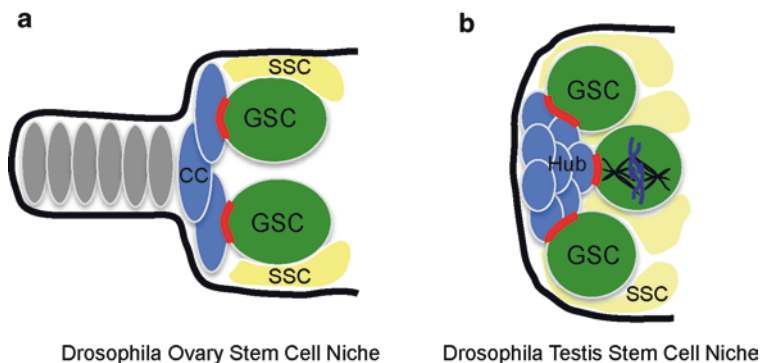 a
SSC
GSC
CC
GSC
SSC
Drosophila Ovary Stem Cell Niche
b
GSC
Hub
GSC
SSC
Drosophila Testis Stem Cell Niche